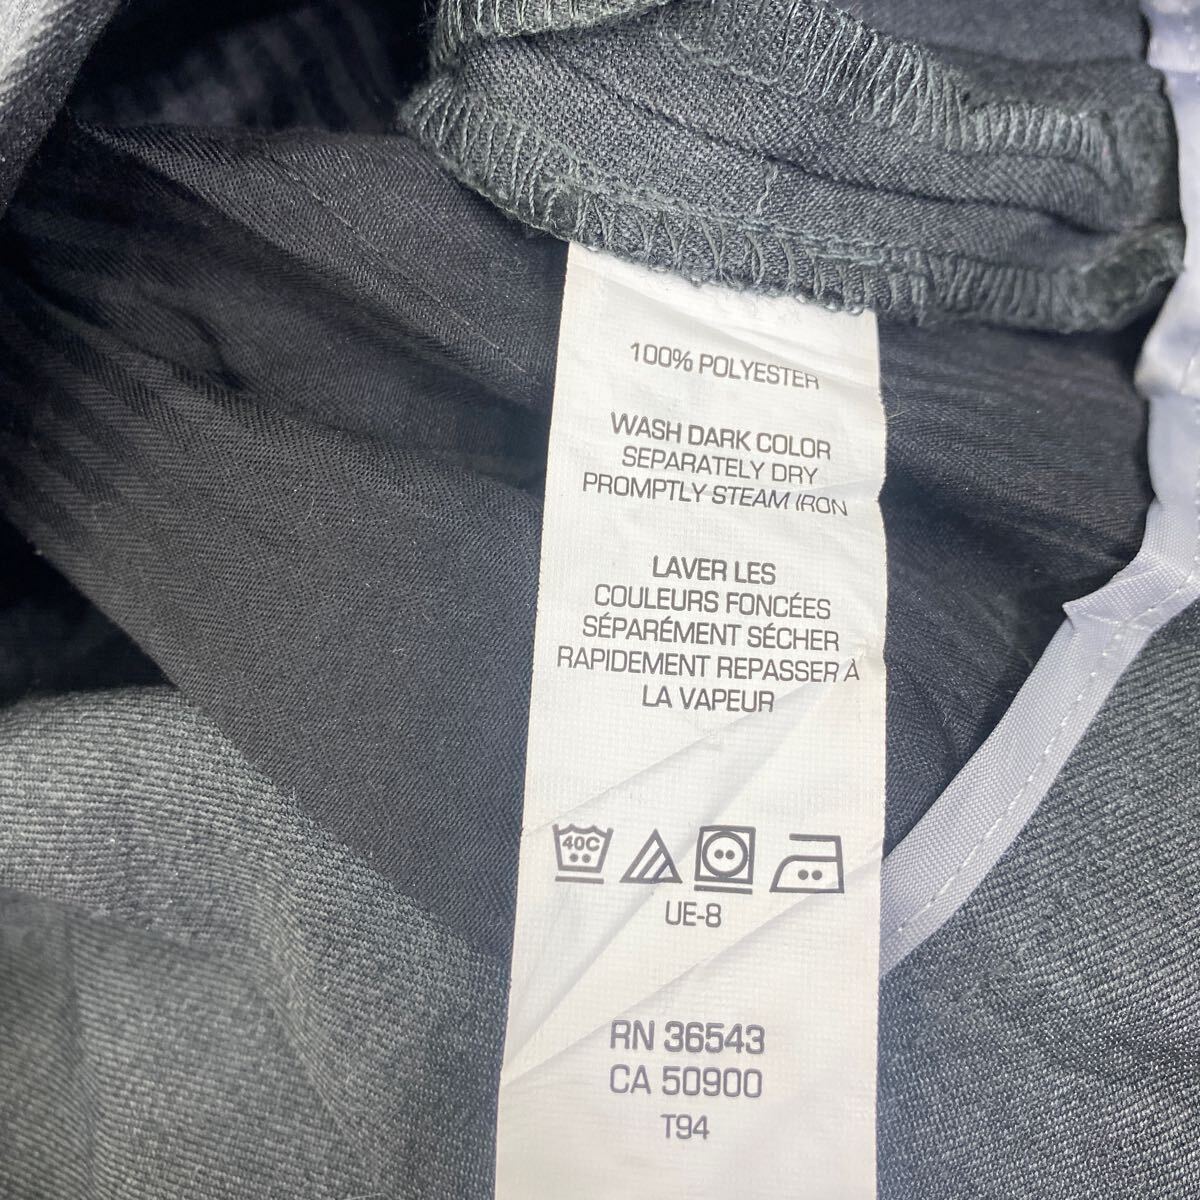 100% POLYESTER
WASH DARK COLOR
SEPARATELY DRY
PROMPTLY STEAM IRON
LAVER LES
COULEURS FONCÉES
SÉPARÉMENT SÉCHER
RAPIDEMENT REPASSER À
LA VAPEUR
40C
UE-8
RN 36543
CA 50900
T94